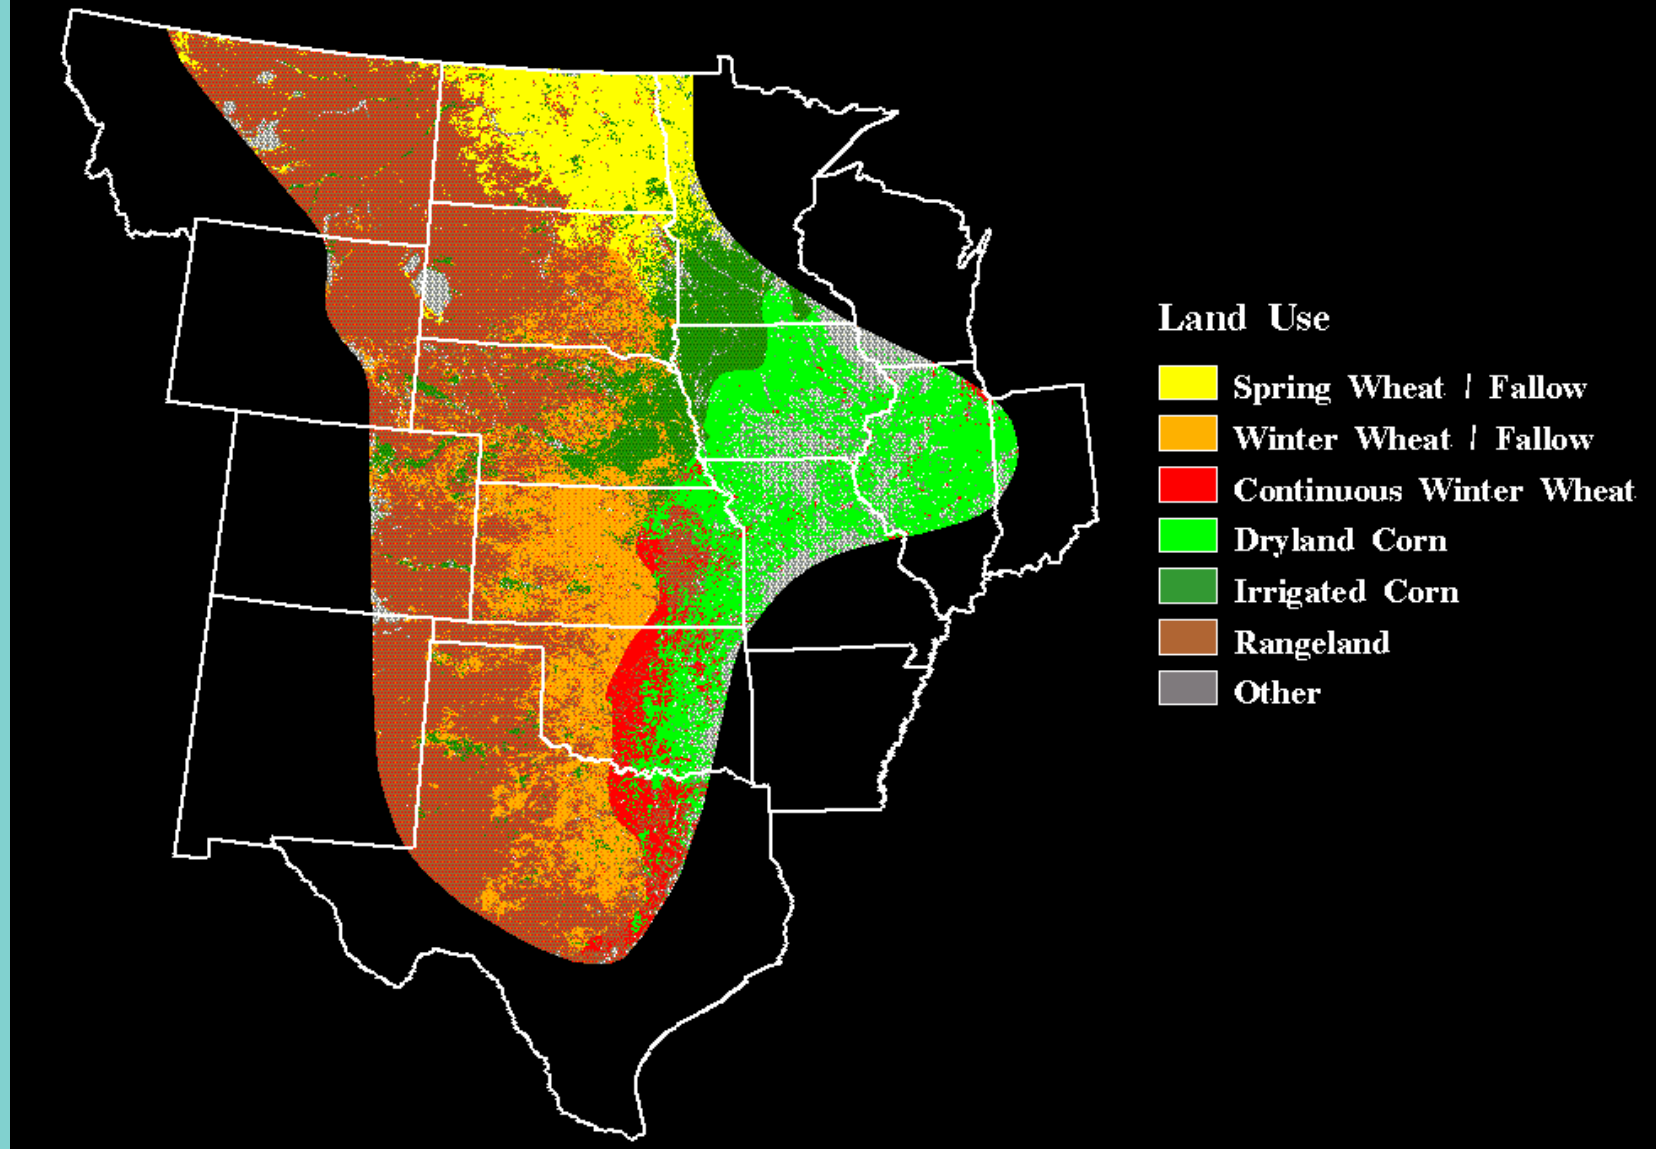 Land Use
Spring Wheat / Fallow
Winter Wheat / Fallow
Continuous Winter Wheat
Dryland Corn
Irrigated Corn
Rangeland
Other